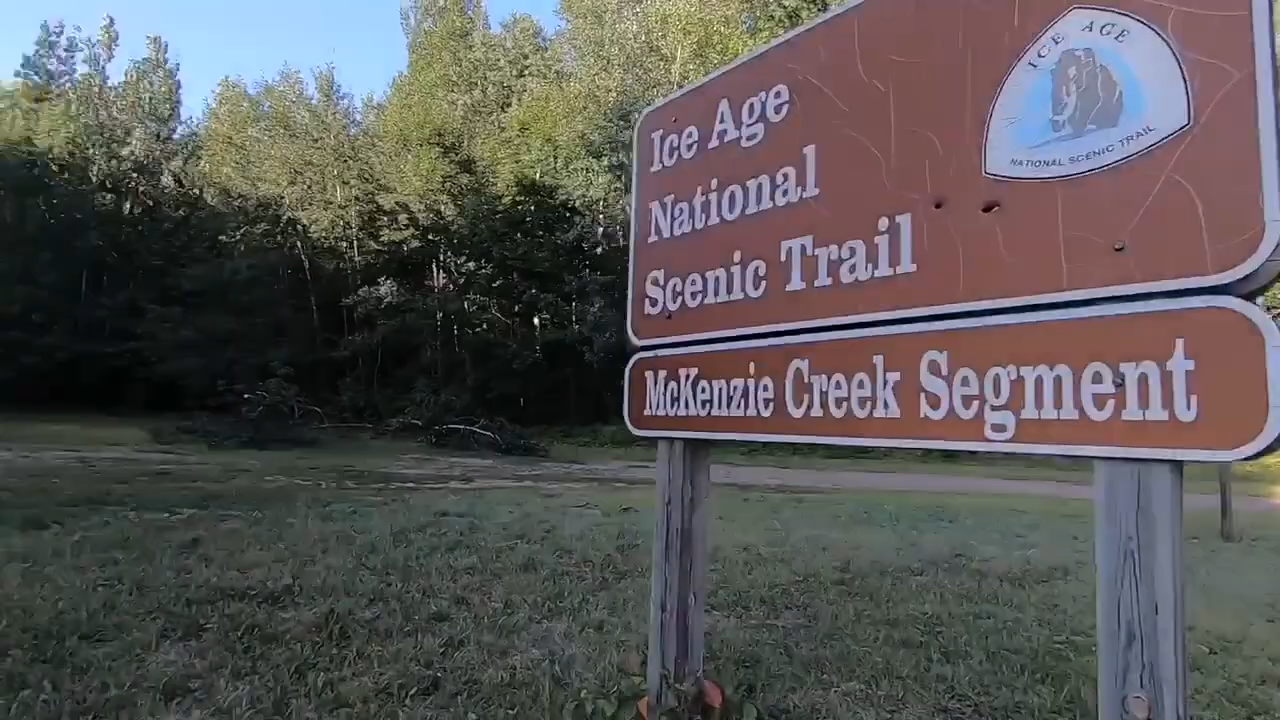 Ice Age
National
Scenic Trail
ICE AGE
NATIONAL SCENIC TRAIL
McKenzie Creek Segment